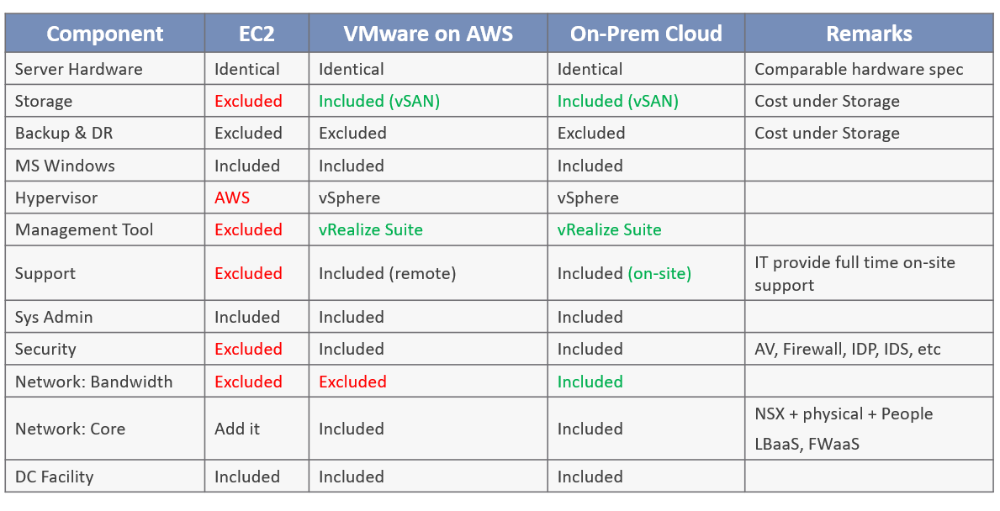 Component EC2 VMware on AWS On-Prem Cloud Remarks
Server Hardware Identical Identical Identical Comparable hardware spec
Storage Excluded Included (vSAN) Included (vSAN) Cost under Storage
Backup & DR Excluded Excluded Excluded Cost under Storage
MS Windows Included Included Included
Hypervisor AWS vSphere vSphere
Management Tool Excluded vRealize Suite vRealize Suite
Support Excluded Included (remote) Included (on-site) IT provide full time on-site
support
Sys Admin Included Included Included
Security Excluded Included Included AV, Firewall, IDP, IDS, etc
Network: Bandwidth Excluded Excluded Included
Network: Core Add it Included Included NSX + physical + People
LBaaS, FWaaS
DC Facility Included Included Included